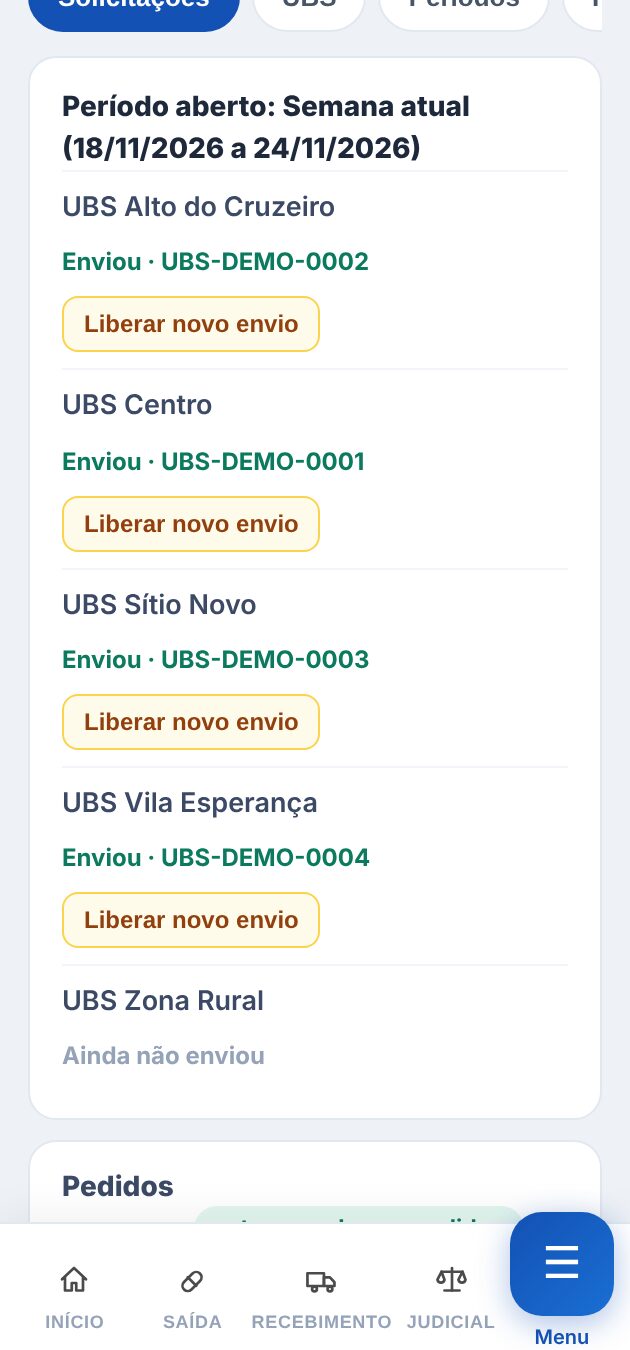 Solicitações
UBS
Períodos
Período aberto: Semana atual
(18/11/2026 a 24/11/2026)
UBS Alto do Cruzeiro
Enviou · UBS-DEMO-0002
Liberar novo envio
UBS Centro
Enviou · UBS-DEMO-0001
Liberar novo envio
UBS Sítio Novo
Enviou · UBS-DEMO-0003
Liberar novo envio
UBS Vila Esperança
Enviou · UBS-DEMO-0004
Liberar novo envio
UBS Zona Rural
Ainda não enviou
Pedidos
INÍCIO
SAÍDA
RECEBIMENTO
JUDICIAL
Menu